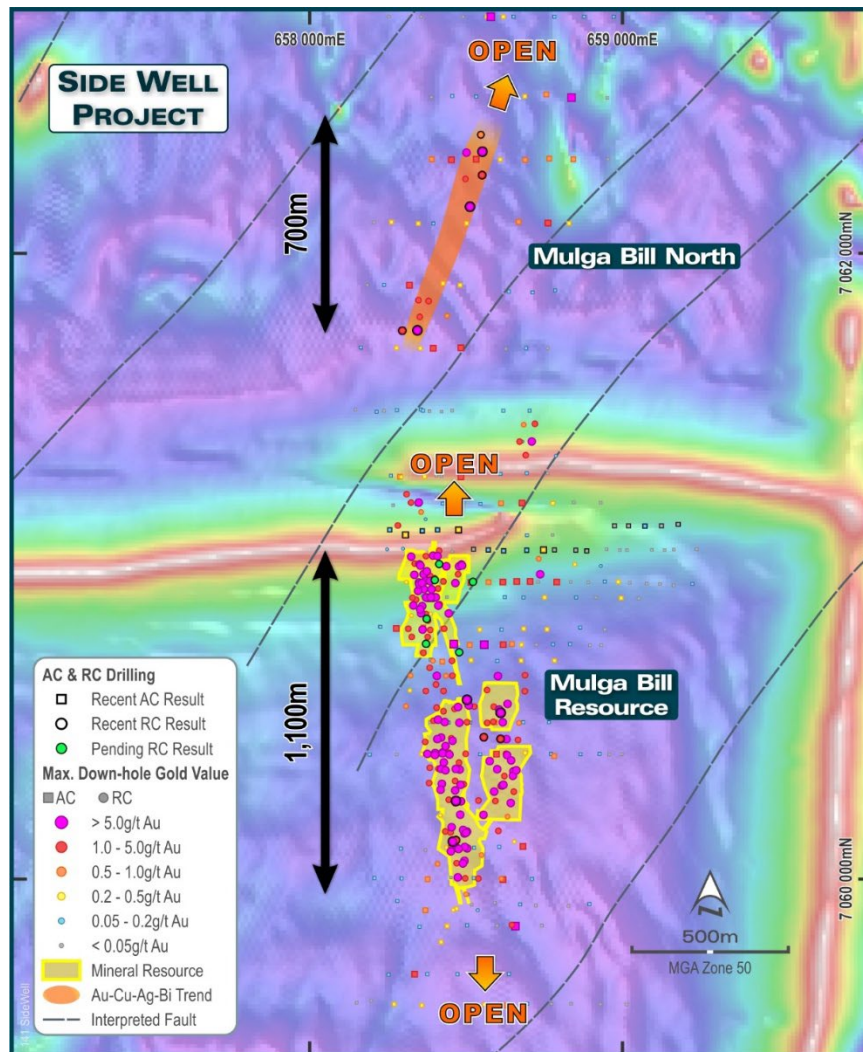 658 000mE
659 000mE
SIDE WELL
PROJECT
OPEN
700m
Mulga Bill North
7 062 000mN
OPEN
1,100m
Mulga Bill
Resource
AC & RC Drilling
Recent AC Result
Recent RC Result
Pending RC Result
Max. Down-hole Gold Value
AC
RC
> 5.0g/t Au
1.0 - 5.0g/t Au
0.5 - 1.0g/t Au
0.2 - 0.5g/t Au
0.05 - 0.2g/t Au
< 0.05g/t Au
Mineral Resource
Au-Cu-Ag-Bi Trend
Interpreted Fault
7 060 000mN
N
500m
MGA Zone 50
OPEN
141 SideWell